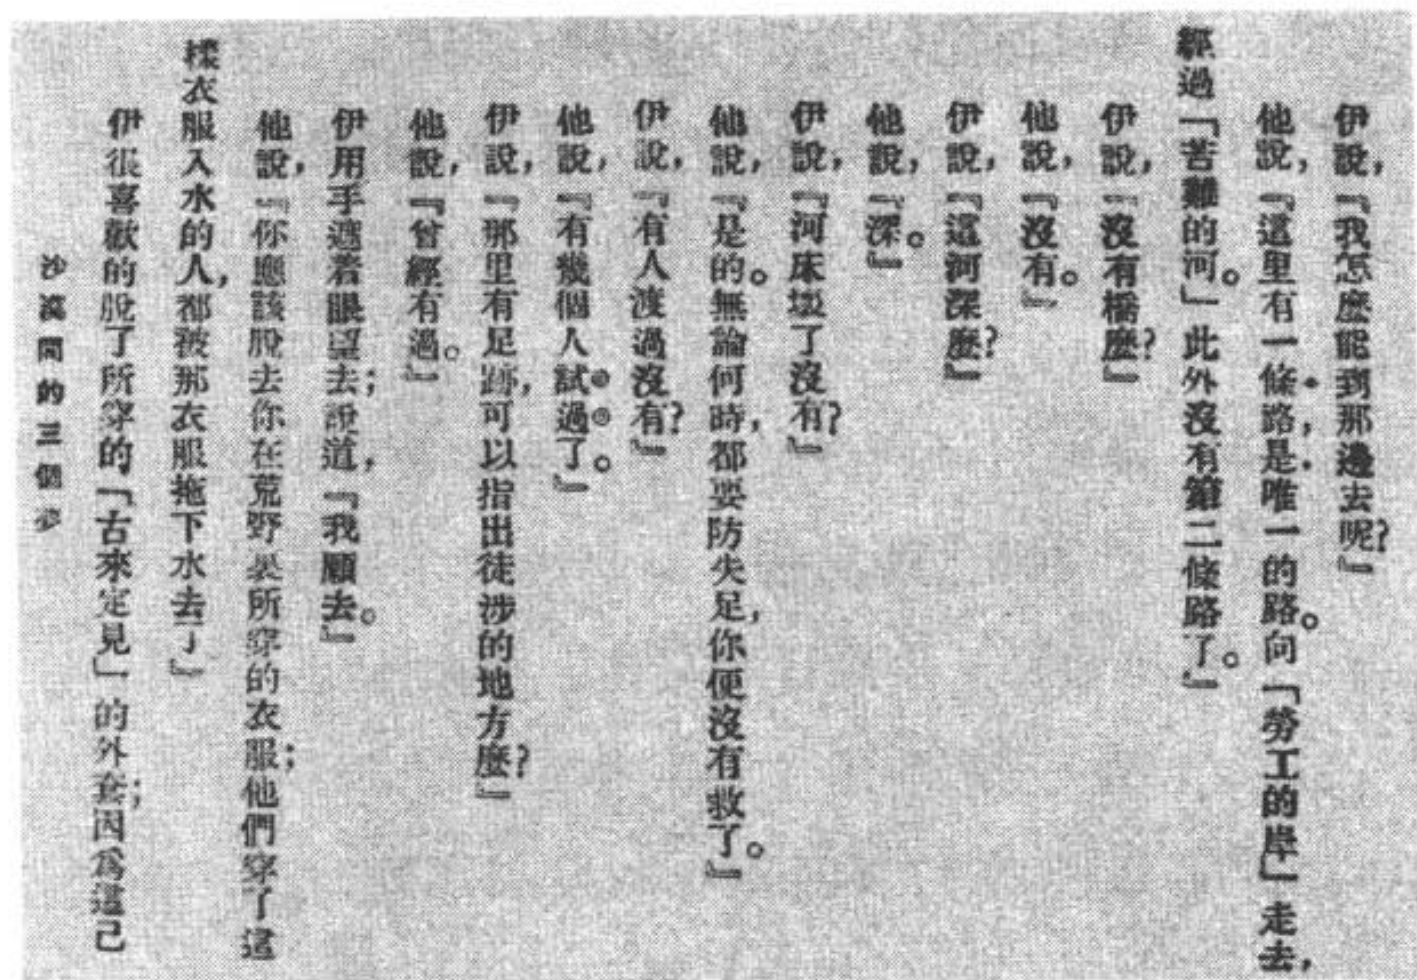 伊說,『我怎麼能到那邊去呢?』
他說,『這里有一條路,是唯一的路。向「勞工的岸」走去,
經過「苦難的河。」此外沒有第二條路了。』
伊說,『沒有橋麼?』
他說,『沒有。』
伊說,『這河深麼?』
他說,『深。』
伊說,『河床壞了沒有?』
他說,『是的。無論何時,都要防失足,你便沒有救了。』
伊說,『有人渡過沒有?』
他說,『有幾個人試過了。』
伊說,『那里有足跡,可以指出徒涉的地方麼?』
他說,『曾經有過。』
伊用手遮着眼望去;說道,『我願去。』
他說,『你應該脫去你在荒野裏所穿的衣服;他們穿了這
樣衣服入水的人,都被那衣服拖下水去了』
伊很喜歡的脫了所穿的「古來定見」的外套;因爲這已
沙漠間的三個夢